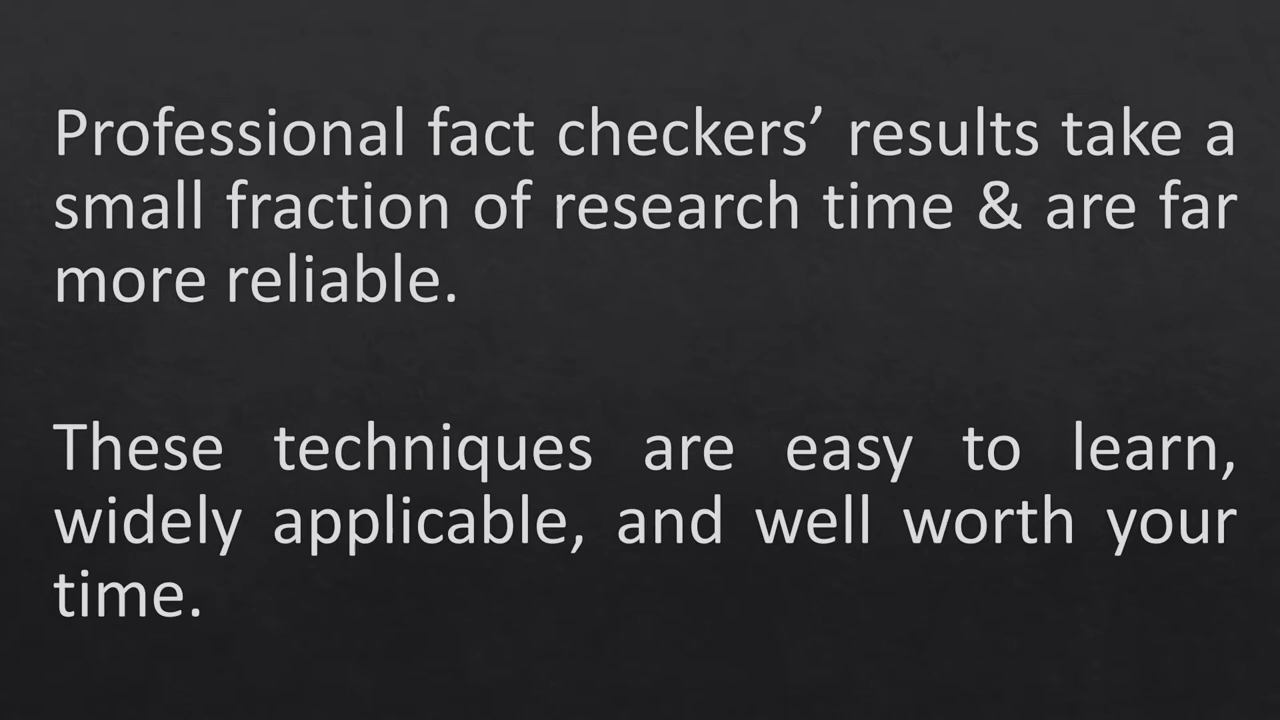 Professional fact checkers’ results take a
small fraction of research time & are far
more reliable.
These techniques are easy to learn,
widely applicable, and well worth your
time.